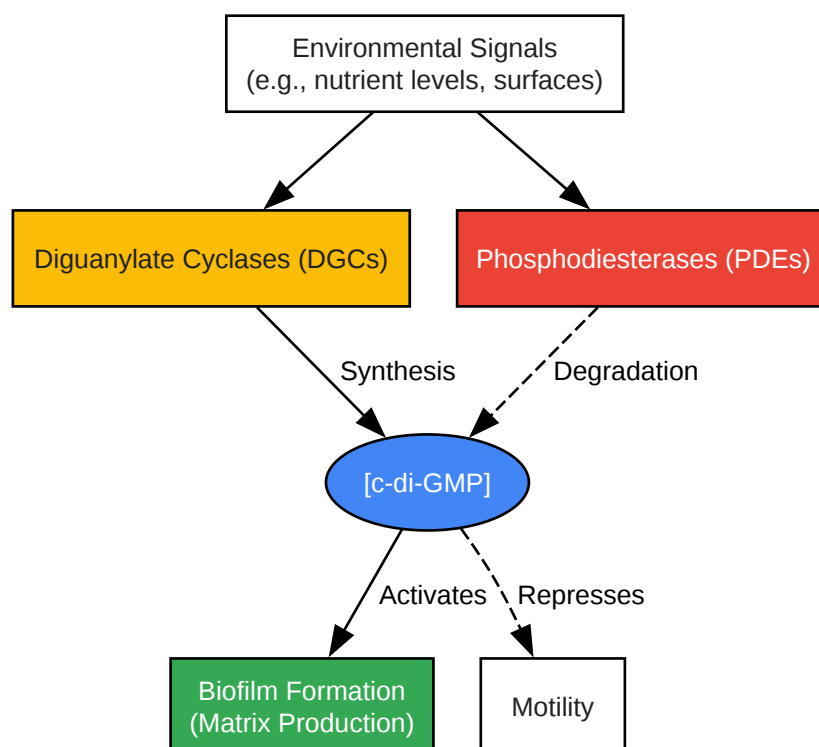 Environmental Signals
(e.g., nutrient levels, surfaces)
Diguanylate Cyclases (DGCs)
Phosphodiesterases (PDEs)
Synthesis
Degradation
[c-di-GMP]
Activates
Represses
Biofilm Formation
(Matrix Production)
Motility